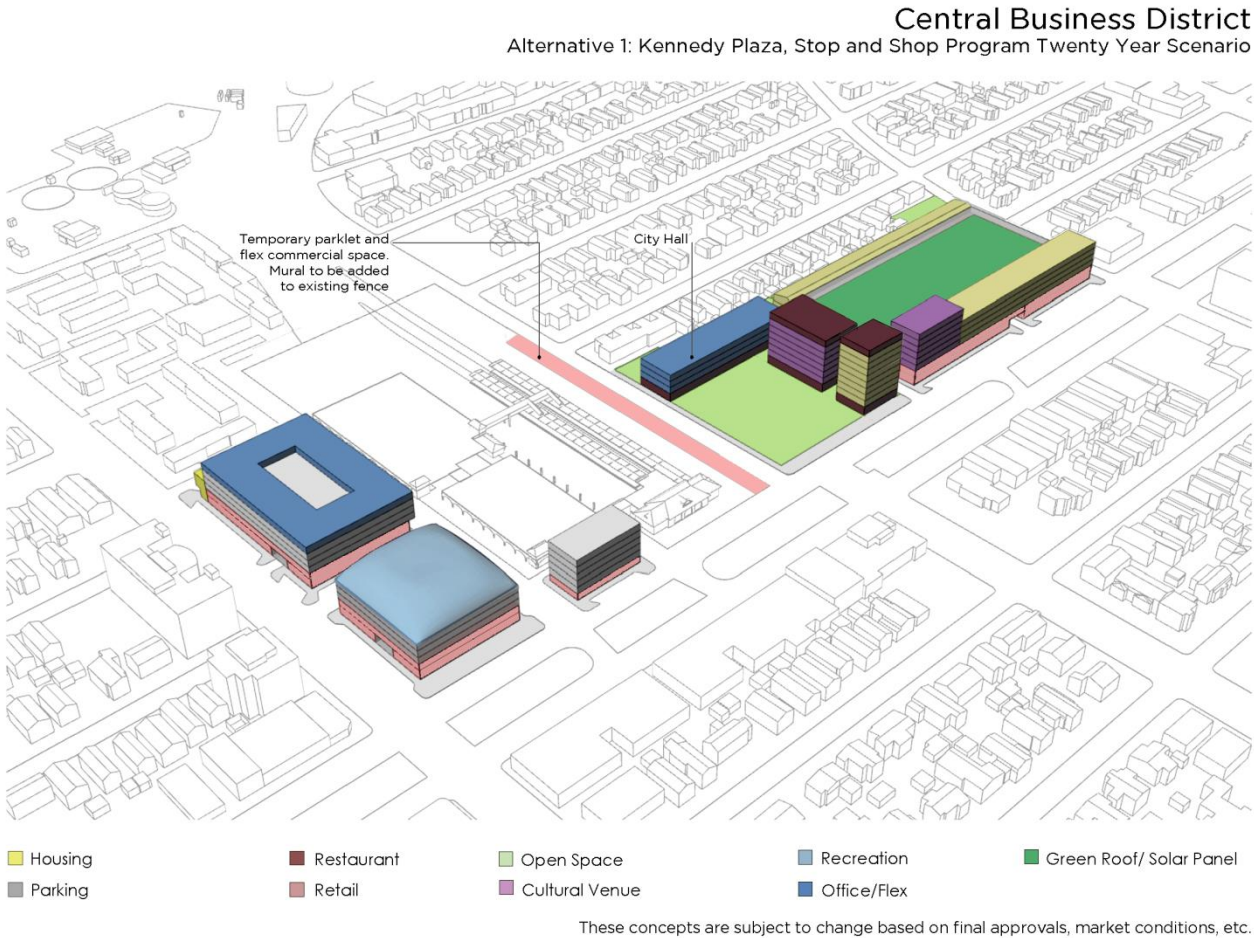 Central Business District
Alternative 1: Kennedy Plaza, Stop and Shop Program Twenty Year Scenario
Temporary parklet and
flex commercial space.
Mural to be added
to existing fence
City Hall
Housing
Restaurant
Open Space
Recreation
Green Roof/ Solar Panel
Parking
Retail
Cultural Venue
Office/Flex
These concepts are subject to change based on final approvals, market conditions, etc.